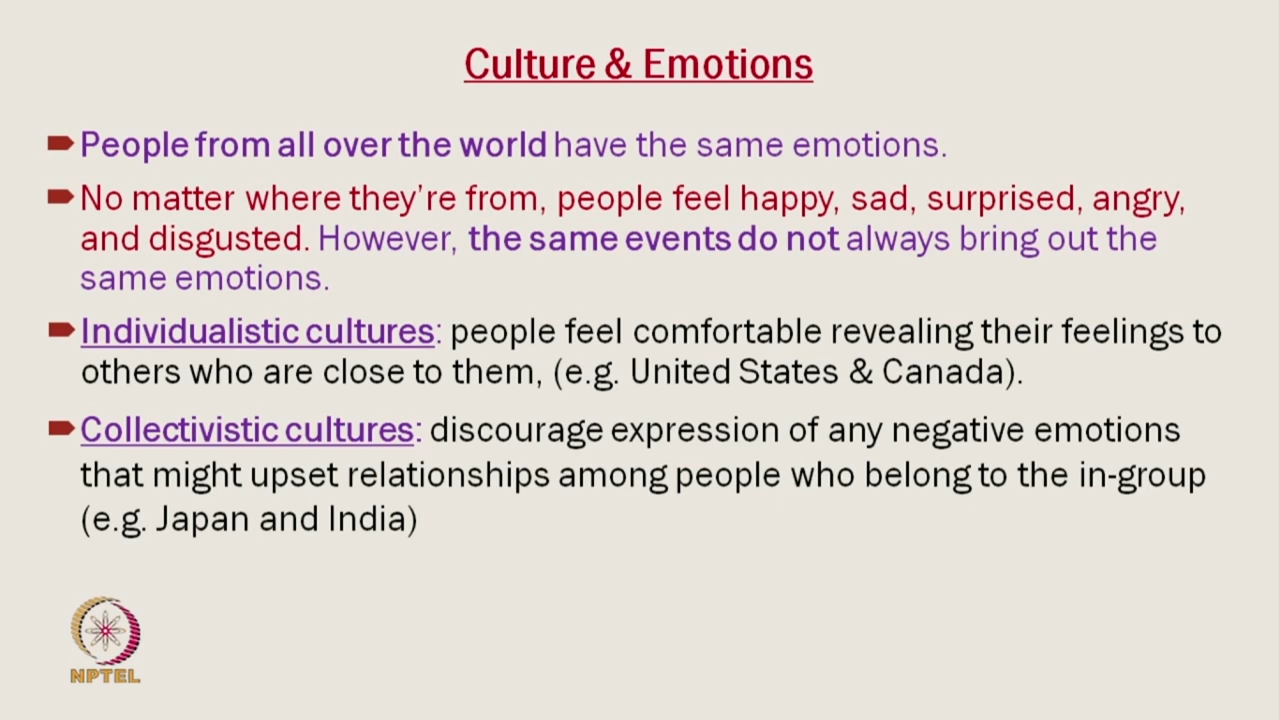 Culture & Emotions
People from all over the world have the same emotions.
No matter where they're from, people feel happy, sad, surprised, angry,
and disgusted. However, the same events do not always bring out the
same emotions.
Individualistic cultures: people feel comfortable revealing their feelings to
others who are close to them, (e.g. United States & Canada).
Collectivistic cultures: discourage expression of any negative emotions
that might upset relationships among people who belong to the in-group
(e.g. Japan and India)
NPTEL